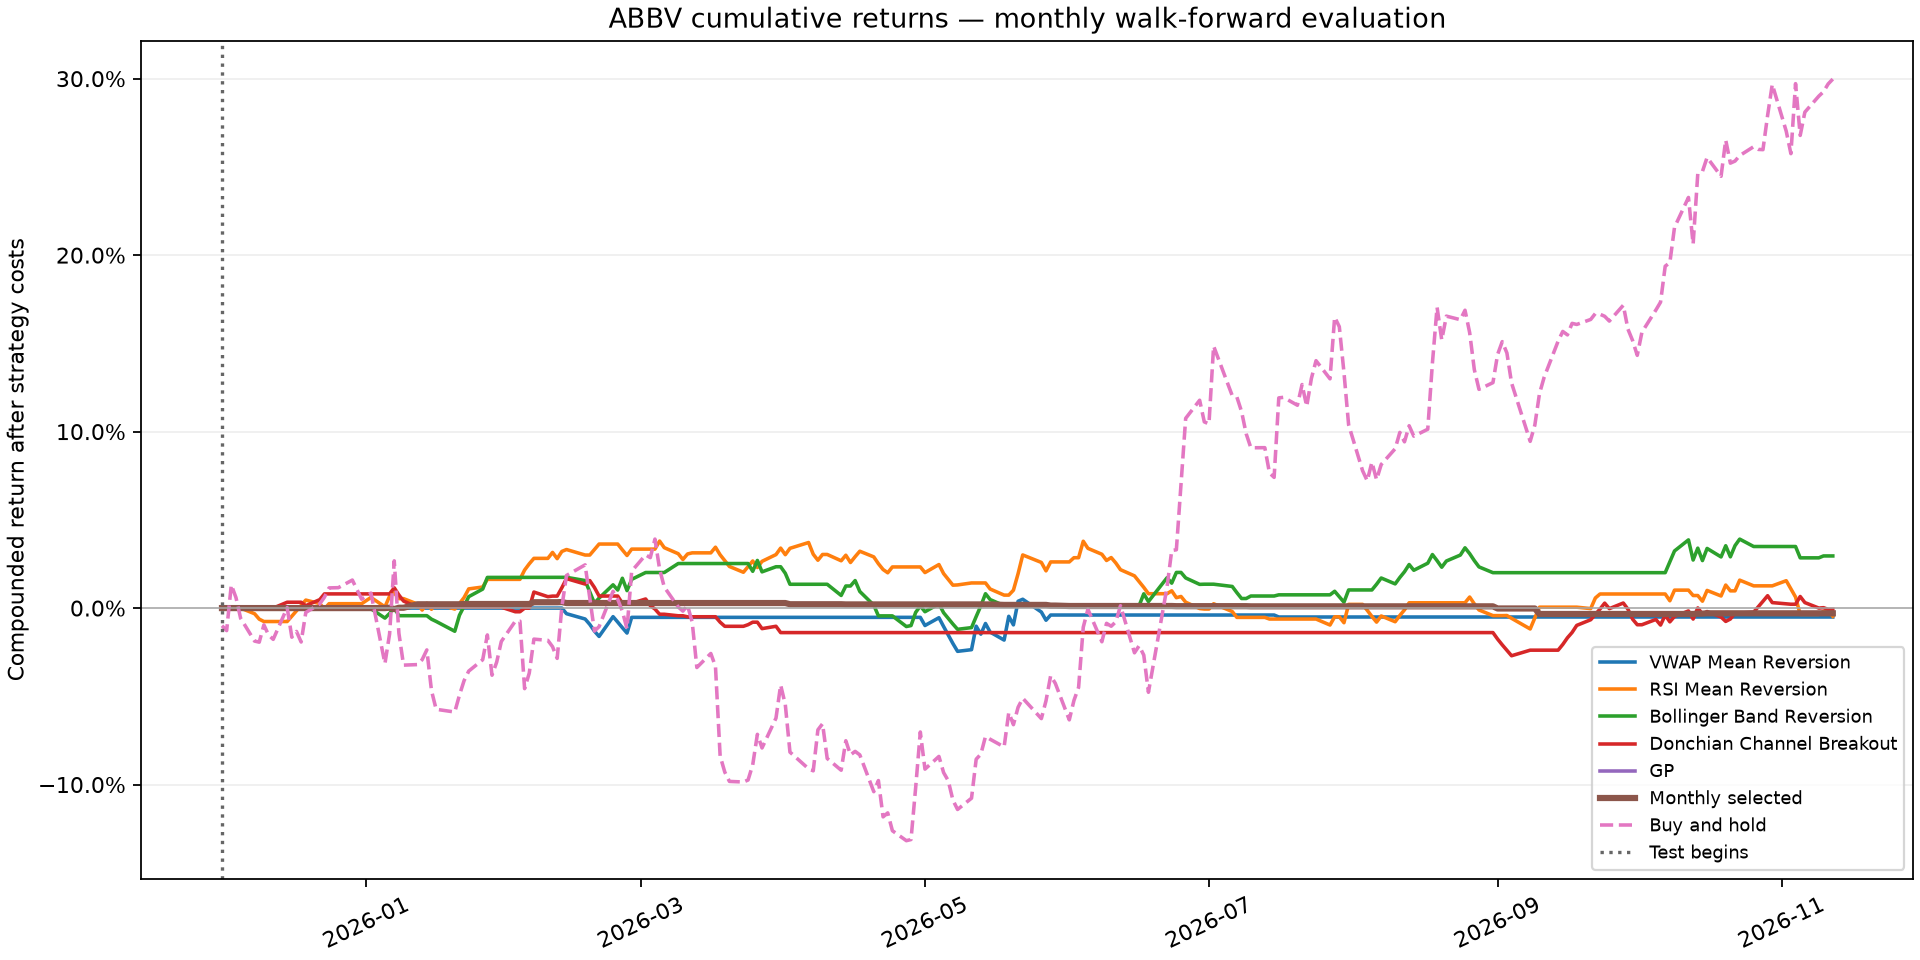 ABBV cumulative returns — monthly walk-forward evaluation
Compounded return after strategy costs
30.0%
20.0%
10.0%
0.0%
−10.0%
2026-01
2026-03
2026-05
2026-07
2026-09
2026-11
VWAP Mean Reversion
RSI Mean Reversion
Bollinger Band Reversion
Donchian Channel Breakout
GP
Monthly selected
Buy and hold
Test begins